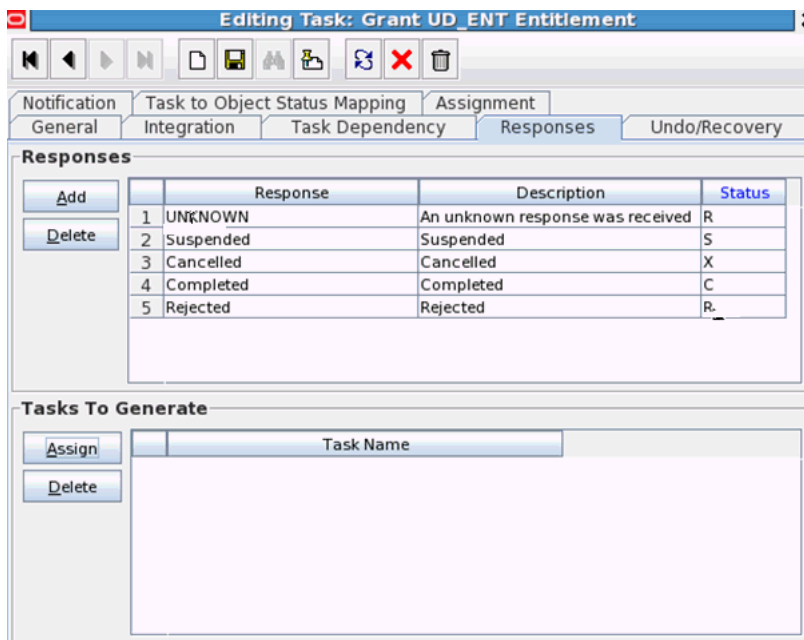 Editing Task: Grant UD_ENT Entitlement
Notification Task to Object Status Mapping Assignment
General Integration Task Dependency Responses Undo/Recovery
Responses
Add
Delete
Response Description Status
1 UNKNOWN An unknown response was received R
2 Suspended Suspended S
3 Cancelled Cancelled X
4 Completed Completed C
5 Rejected Rejected R
Tasks To Generate
Assign
Delete
Task Name